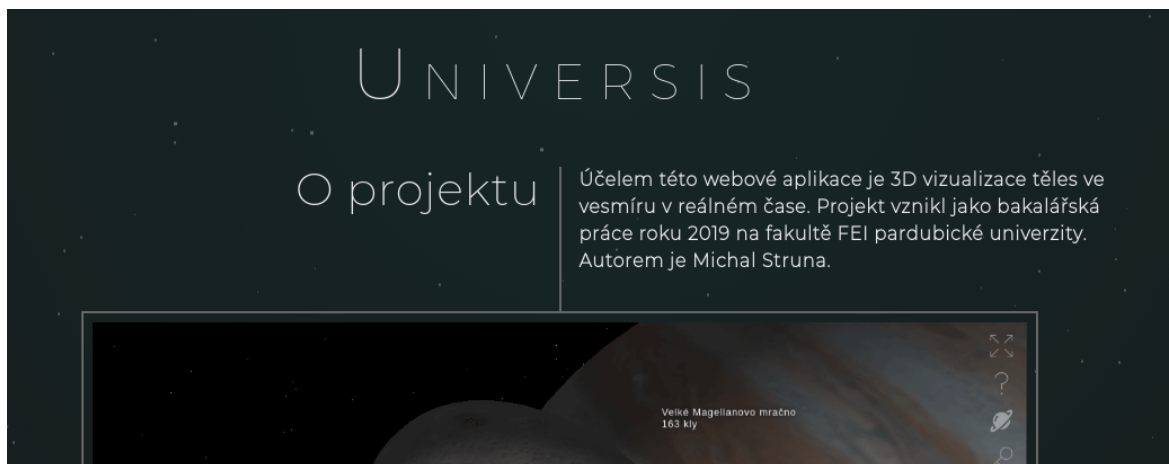 Universis
O projektu
Účelem této webové aplikace je 3D vizualizace těles ve
vesmíru v reálném čase. Projekt vznikl jako bakalářská
práce roku 2019 na fakultě FEI pardubické univerzity.
Autorem je Michal Struna.
Velké Magellanovo mračno
163 kly
?